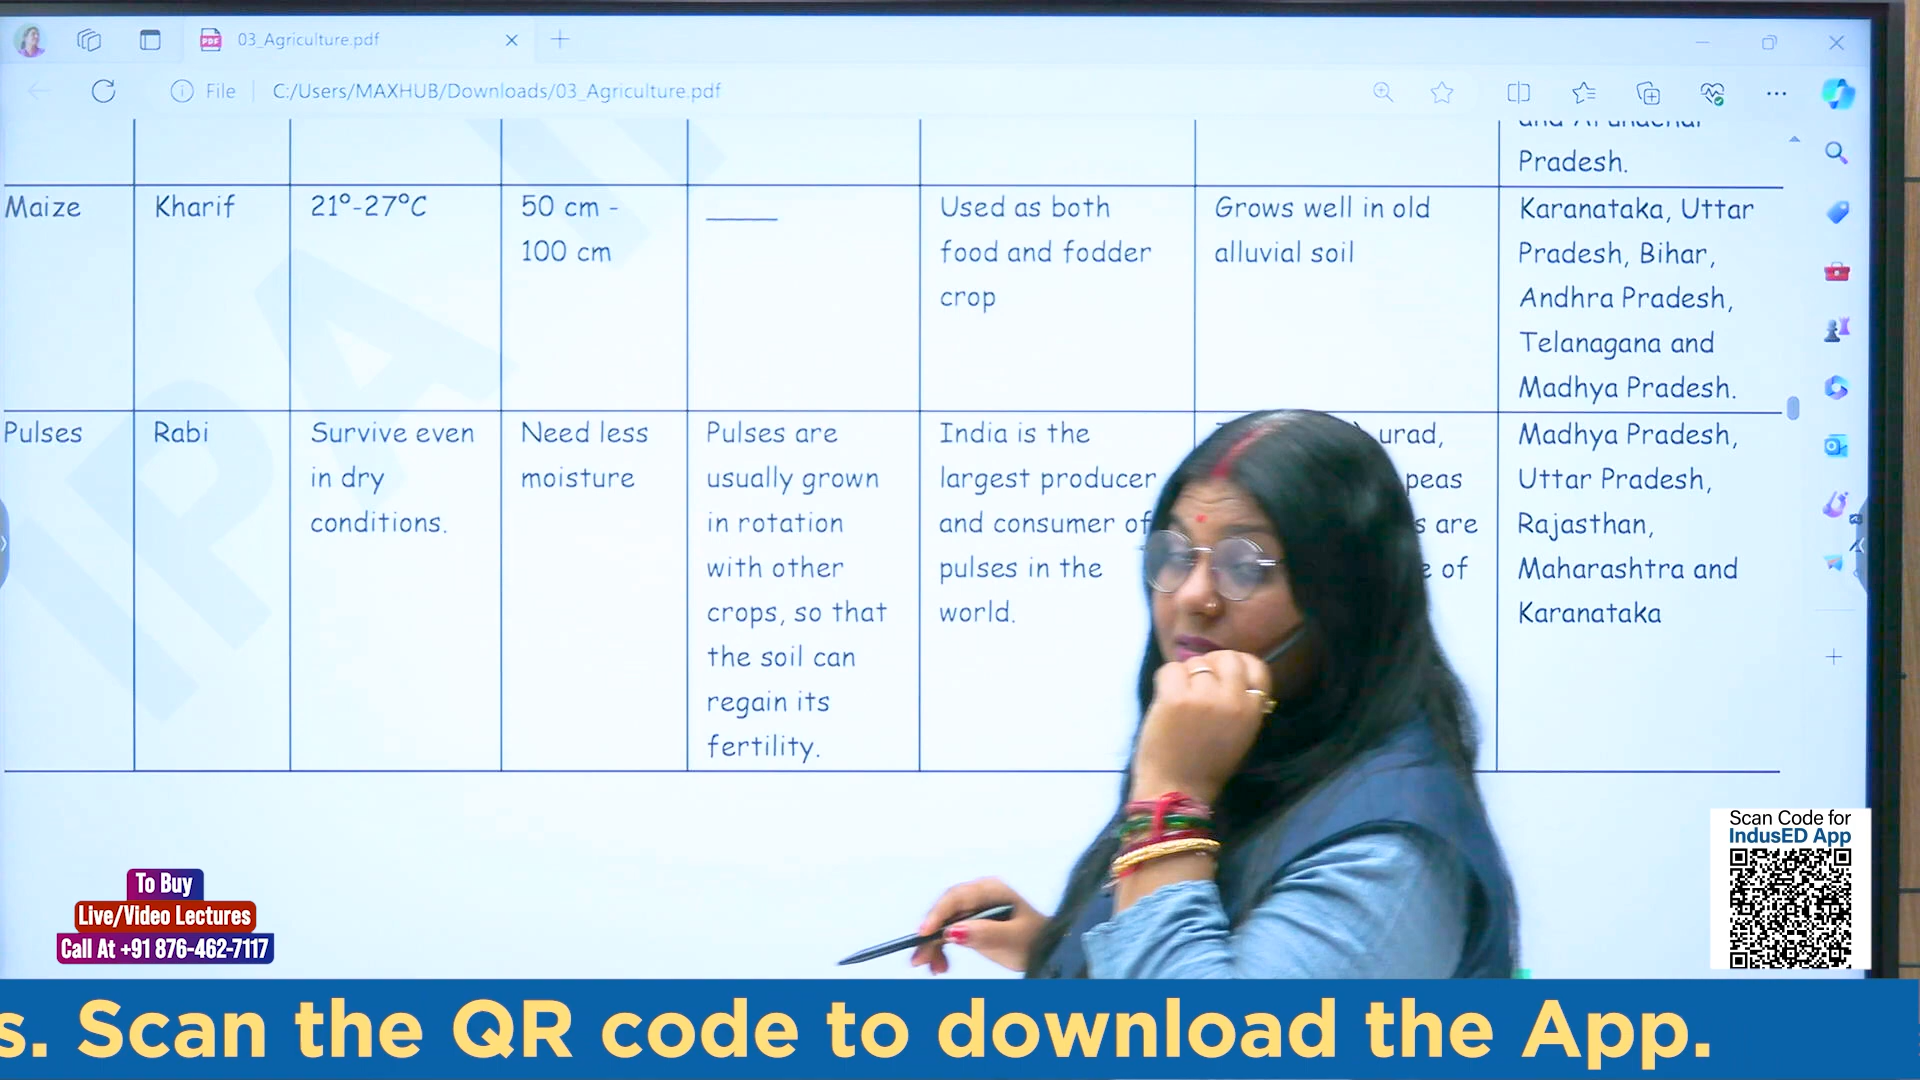 03_Agriculture.pdf
File
C:/Users/MAXHUB/Downloads/03_Agriculture.pdf
Pradesh.
Maize
Kharif
21°-27°C
50 cm -
100 cm
Used as both
food and fodder
crop
Grows well in old
alluvial soil
Karanataka, Uttar
Pradesh, Bihar,
Andhra Pradesh,
Telanagana and
Madhya Pradesh.
Pulses
Rabi
Survive even
in dry
conditions.
Need less
moisture
Pulses are
usually grown
in rotation
with other
crops, so that
the soil can
regain its
fertility.
India is the
largest producer
and consumer of
pulses in the
world.
urad,
peas
are
of
Madhya Pradesh,
Uttar Pradesh,
Rajasthan,
Maharashtra and
Karanataka
Scan Code for
IndusED App
To Buy
Live/Video Lectures
Call At +91 876-462-7117
s. Scan the QR code to download the App.